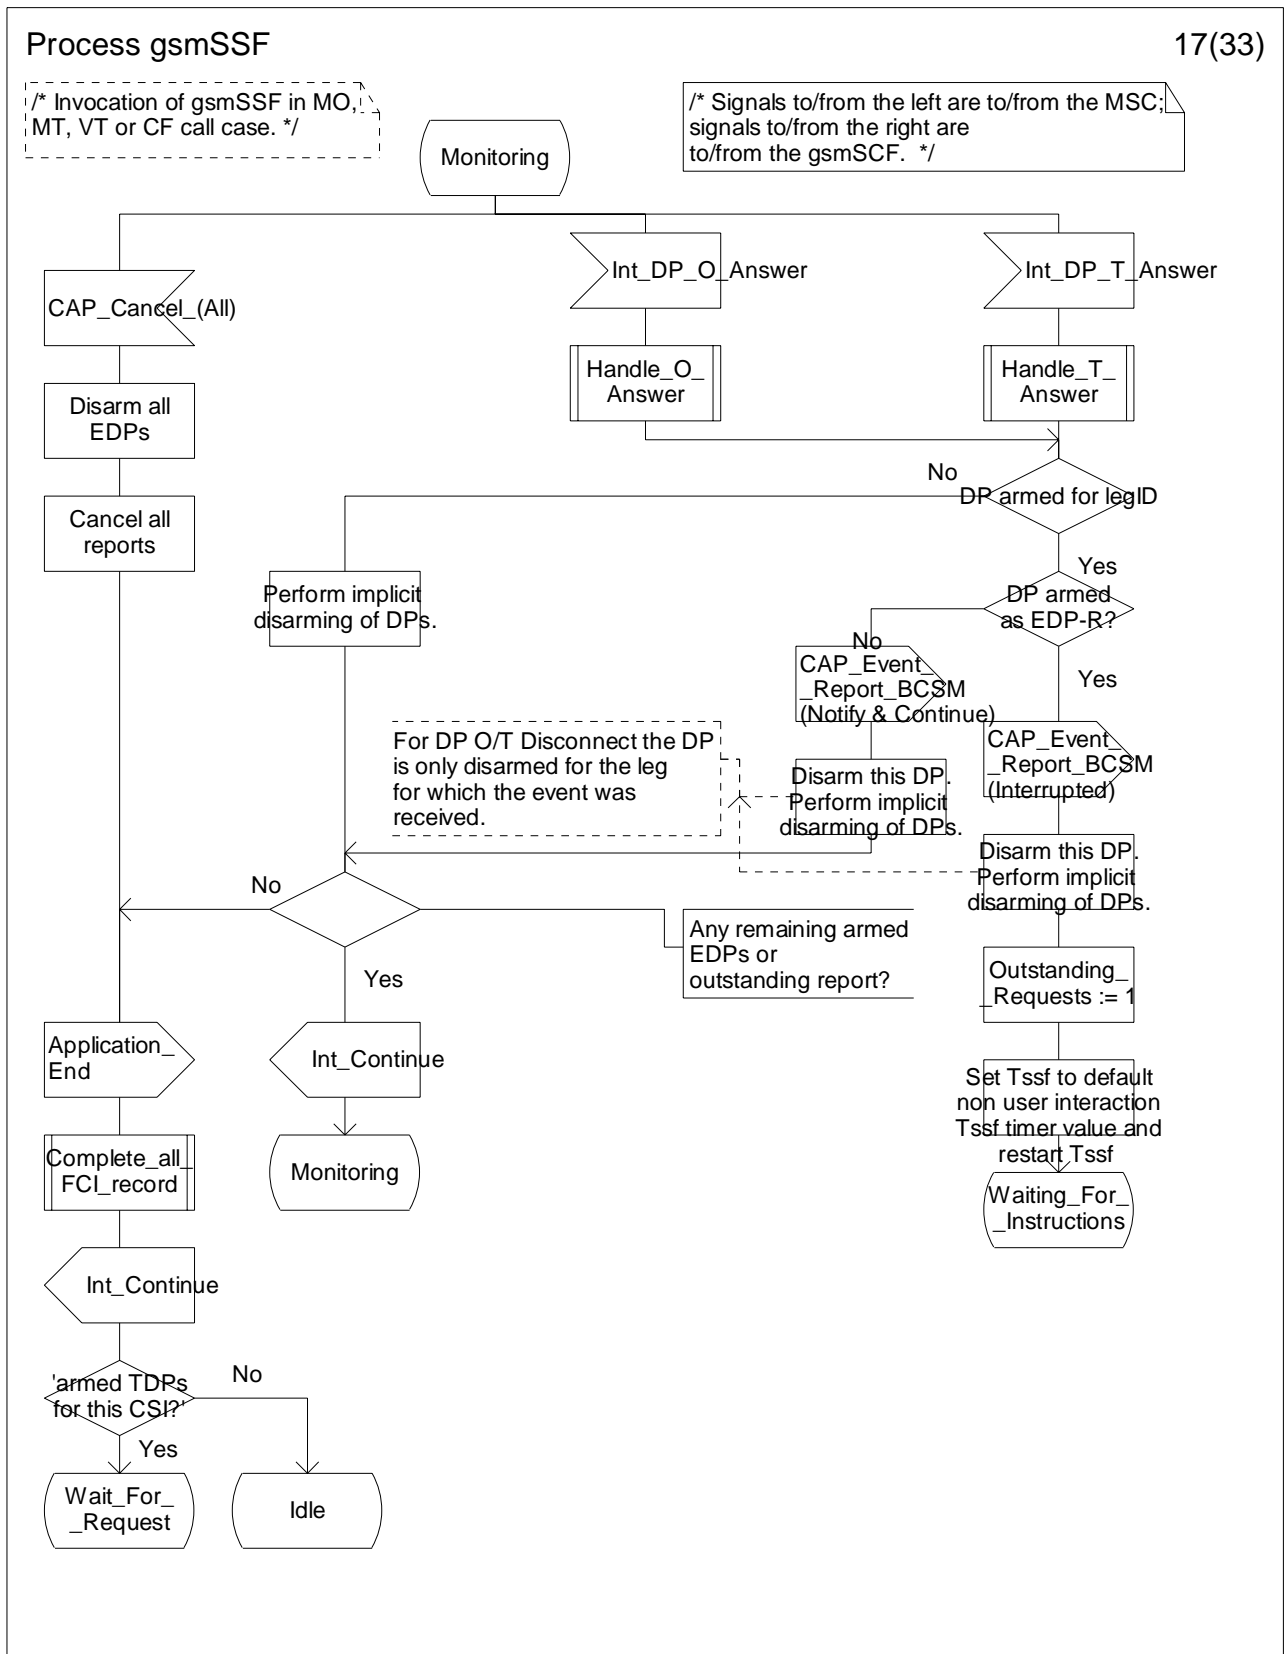 Process gsmSSF
17(33)
/* Invocation of gsmSSF in MO,
MT, VT or CF call case. */
/* Signals to/from the left are to/from the MSC;
signals to/from the right are
to/from the gsmSCF.  */
Monitoring
CAP_Cancel_(All)
Int_DP_O_Answer
Int_DP_T_Answer
Disarm all
EDPs
Handle_O_
Answer
Handle_T_
Answer
Cancel all
reports
No
DP armed for legID
Yes
Perform implicit
disarming of DPs.
DP armed
as EDP-R?
No
Yes
CAP_Event_
_Report_BCSM
(Notify & Continue)
CAP_Event_
_Report_BCSM
(Interrupted)
For DP O/T Disconnect the DP
is only disarmed for the leg
for which the event was
received.
Disarm this DP.
Perform implicit
disarming of DPs.
Disarm this DP.
Perform implicit
disarming of DPs.
No
Any remaining armed
EDPs or
outstanding report?
Yes
Outstanding_
_Requests := 1
Application_
End
Int_Continue
Set Tssf to default
non user interaction
Tssf timer value and
restart Tssf
Complete_all_
FCI_record
Monitoring
Waiting_For_
_Instructions
Int_Continue
'armed TDPs
for this CSI?'
No
Yes
Wait_For_
_Request
Idle